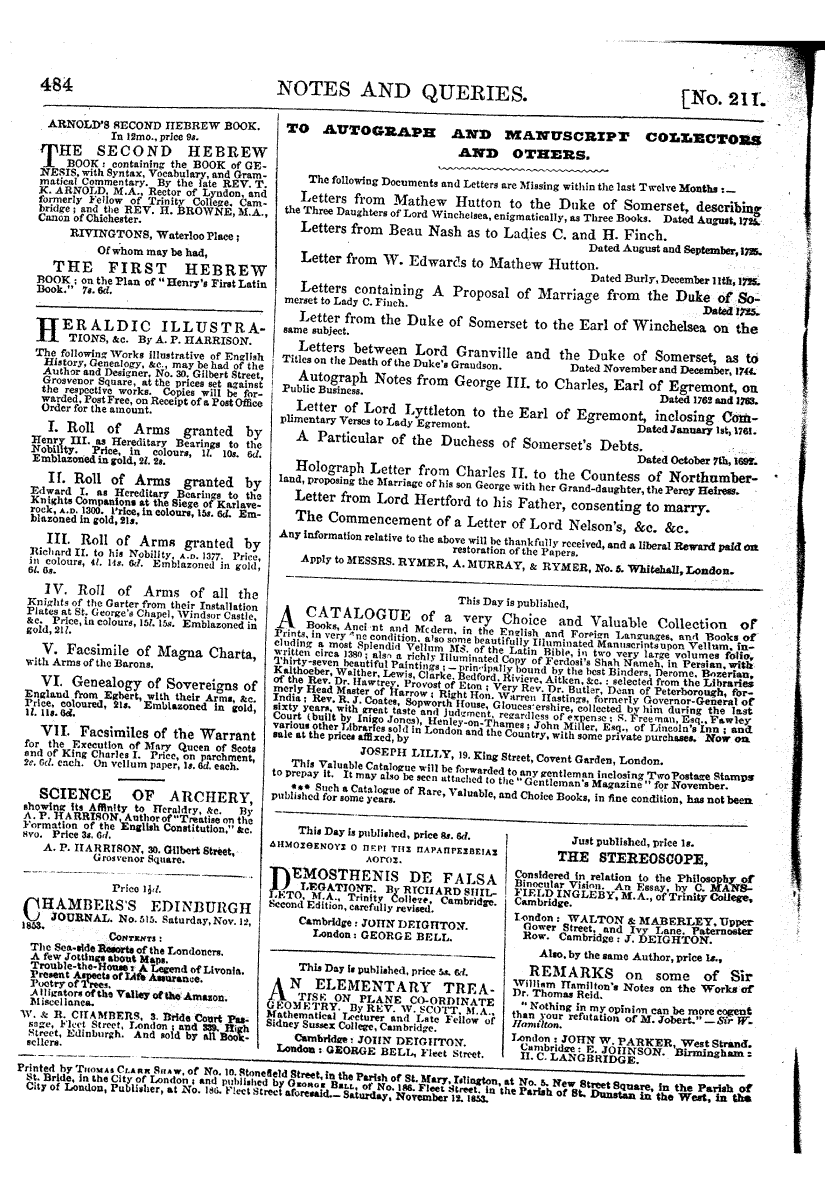 484
NOTES AND QUERIES.
[No. 211.
ARNOLD'S SECOND HEBREW BOOK.
In 12mo., price 9s.
THE SECOND HEBREW
BOOK: containing the BOOK of GE-
NESIS, with Syntax, Vocabulary, and Gram-
matical Commentary. By the late REV. T.
K. ARNOLD, M.A., Rector of Lyndon, and
formerly Fellow of Trinity College, Cam-
bridge; and the REV. H. BROWNE, M.A.,
Canon of Chichester.
RIVINGTONS, Waterloo Place;
Of whom may be had,
THE FIRST HEBREW
BOOK; on the Plan of "Henry's First Latin
Book." 7s. 6d.
HERALDIC ILLUSTRA-
TIONS, &c. By A. P. HARRISON.
The following Works illustrative of English
History, Genealogy, &c., may be had of the
Author and Designer, No. 30, Gilbert Street,
Grosvenor Square, at the prices set against
the respective works. Copies will be for-
warded, Post Free, on Receipt of a Post Office
Order for the amount.
I. Roll of Arms granted by
Henry III. as Hereditary Bearings to the
Nobility. Price, in colours, 1l. 10s. 6d.
Emblazoned in gold, 2l. 2s.
II. Roll of Arms granted by
Edward I. as Hereditary Bearings to the
Knights Companions at the Siege of Karlave-
rock, A.D. 1300. Price, in colours, 15s. 6d. Em-
blazoned in gold, 21s.
III. Roll of Arms granted by
Richard II. to his Nobility, A.D. 1377. Price,
in colours, 4l. 14s. 6d. Emblazoned in gold,
6l. 6s.
IV. Roll of Arms of all the
Knights of the Garter from their Installation
Plates at St. George's Chapel, Windsor Castle,
&c. Price, in colours, 15l. 15s. Emblazoned in
gold, 21l.
V. Facsimile of Magna Charta,
with Arms of the Barons.
VI. Genealogy of Sovereigns of
England from Egbert, with their Arms, &c.
Price, coloured, 21s. Emblazoned in gold,
1l. 11s. 6d.
VII. Facsimiles of the Warrant
for the Execution of Mary Queen of Scots
and of King Charles I. Price, on parchment,
2s. 6d. each. On vellum paper, 1s. 6d. each.
SCIENCE OF ARCHERY,
showing its Affinity to Heraldry, &c. By
A. P. HARRISON, Author of "Treatise on the
Formation of the English Constitution," &c.
8vo. Price 3s. 6d.
A. P. HARRISON, 30. Gilbert Street,
Grosvenor Square.
Price 1½d.
CHAMBERS'S EDINBURGH
JOURNAL. No. 515. Saturday, Nov. 12,
1853.
CONTENTS:
The Sea-side Resorts of the Londoners.
A few Jottings about Maps.
Trouble-the-House: A Legend of Livonia.
Present Aspects of Life Assurance.
Poetry of Trees.
Alligators of the Valley of the Amazon.
Miscellanea.
W. & R. CHAMBERS, 3. Bride Court Pas-
sage, Fleet Street, London; and 339. High
Street, Edinburgh. And sold by all Book-
sellers.
TO AUTOGRAPH AND MANUSCRIPT COLLECTORS
AND OTHERS.
The following Documents and Letters are Missing within the last Twelve Months:—
Letters from Mathew Hutton to the Duke of Somerset, describing
the Three Daughters of Lord Winchelsea, enigmatically, as Three Books. Dated August, 1725.
Letters from Beau Nash as to Ladies C. and H. Finch.
Dated August and September, 1725.
Letter from W. Edwards to Mathew Hutton.
Dated Burly, December 11th, 1725.
Letters containing A Proposal of Marriage from the Duke of So-
merset to Lady C. Finch.
Dated 1725.
Letter from the Duke of Somerset to the Earl of Winchelsea on the
same subject.
Letters between Lord Granville and the Duke of Somerset, as to
Titles on the Death of the Duke's Grandson. Dated November and December, 1744.
Autograph Notes from George III. to Charles, Earl of Egremont, on
Public Business. Dated 1762 and 1763.
Letter of Lord Lyttleton to the Earl of Egremont, inclosing Com-
plimentary Verses to Lady Egremont. Dated January 1st, 1761.
A Particular of the Duchess of Somerset's Debts.
Dated October 7th, 1692.
Holograph Letter from Charles II. to the Countess of Northumber-
land, proposing the Marriage of his son George with her Grand-daughter, the Percy Heiress.
Letter from Lord Hertford to his Father, consenting to marry.
The Commencement of a Letter of Lord Nelson's, &c. &c.
Any information relative to the above will be thankfully received, and a liberal Reward paid on
restoration of the Papers.
Apply to MESSRS. RYMER, A. MURRAY, & RYMER, No. 5. Whitehall, London.
This Day is published,
A CATALOGUE of a very Choice and Valuable Collection of
Books, Ancient and Modern, in the English and Foreign Languages, and Books of
Prints, in very fine condition, also some beautifully Illuminated Manuscripts upon Vellum, in-
cluding a most Splendid Vellum MS. of the Latin Bible, in two very large volumes folio,
written circa 1380; also a richly Illuminated Copy of Ferdosi's Shah Nameh, in Persian, with
Thirty-seven beautiful Paintings; — principally bound by the best Binders, Derome, Bozerian,
Kalthoeber, Walther, Lewis, Clarke, Bedford, Riviere, Aitken, &c.: selected from the Libraries
of the Rev. Dr. Hawtrey, Provost of Eton; Very Rev. Dr. Butler, Dean of Peterborough, for-
merly Head Master of Harrow; Right Hon. Warren Hastings, formerly Governor-General of
India; Rev. R. J. Coates, Sopworth House, Gloucestershire, collected by him during the last
sixty years, with great taste and judgment, regardless of expense; S. Freeman, Esq., Fawley
Court (built by Inigo Jones), Henley-on-Thames; John Miller, Esq., of Lincoln's Inn; and
various other Libraries sold in London and the Country, with some private purchases. Now on
sale at the prices affixed, by
JOSEPH LILLY, 19. King Street, Covent Garden, London.
This Valuable Catalogue will be forwarded to any gentleman inclosing Two Postage Stamps
to prepay it. It may also be seen attached to the "Gentleman's Magazine" for November.
*** Such a Catalogue of Rare, Valuable, and Choice Books, in fine condition, has not been
published for some years.
This Day is published, price 8s. 6d.
ΔΗΜΟΣΘΕΝΟΥΣ Ο ΠΕΡΙ ΤΗΣ ΠΑΡΑΠΡΕΣΒΕΙΑΣ
ΛΟΓΟΣ.
DEMOSTHENIS DE FALSA
LEGATIONE. By RICHARD SHIL-
LETO, M.A., Trinity College, Cambridge.
Second Edition, carefully revised.
Cambridge: JOHN DEIGHTON.
London: GEORGE BELL.
This Day is published, price 5s. 6d.
AN ELEMENTARY TREA-
TISE ON PLANE CO-ORDINATE
GEOMETRY. By REV. W. SCOTT, M.A.,
Mathematical Lecturer and Late Fellow of
Sidney Sussex College, Cambridge.
Cambridge: JOHN DEIGHTON.
London: GEORGE BELL, Fleet Street.
Just published, price 1s.
THE STEREOSCOPE,
Considered in relation to the Philosophy of
Binocular Vision. An Essay, by C. MANS-
FIELD INGLEBY, M.A., of Trinity College,
Cambridge.
London: WALTON & MABERLEY, Upper
Gower Street, and Ivy Lane, Paternoster
Row. Cambridge: J. DEIGHTON.
Also, by the same Author, price 1s.,
REMARKS on some of Sir
William Hamilton's Notes on the Works of
Dr. Thomas Reid.
"Nothing in my opinion can be more cogent
than your refutation of M. Jobert." — Sir W.
Hamilton.
London: JOHN W. PARKER, West Strand.
Cambridge: E. JOHNSON. Birmingham:
H. C. LANGBRIDGE.
Printed by THOMAS CLARK SHAW, of No. 10. Stonefield Street, in the Parish of St. Mary, Islington, at No. 5. New Street Square, in the Parish of
St. Bride, in the City of London; and published by GEORGE BELL, of No. 186. Fleet Street, in the Parish of St. Dunstan in the West, in the
City of London, Publisher, at No. 186. Fleet Street aforesaid.— Saturday, November 12. 1853.